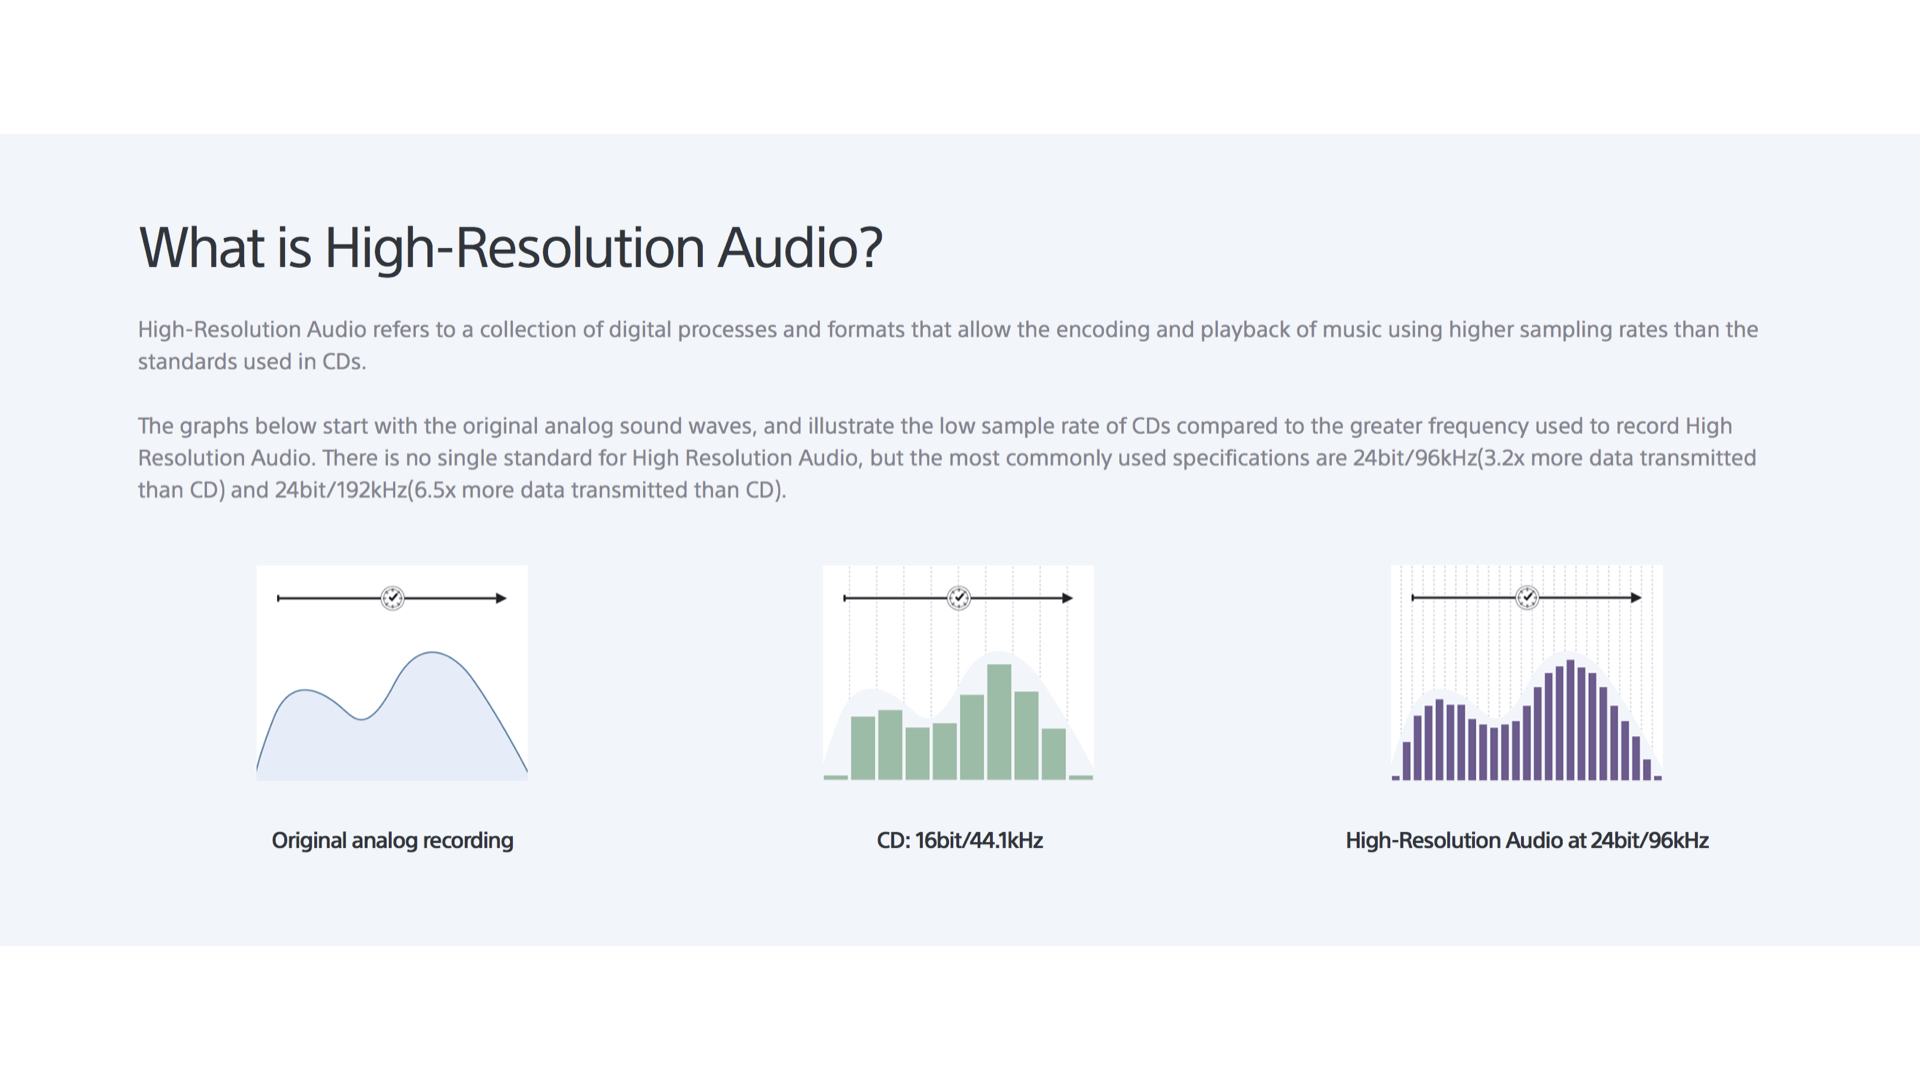 What is High-Resolution Audio?
High-Resolution Audio refers to a collection of digital processes and formats that allow the encoding and playback of music using higher sampling rates than the
standards used in CDs.
The graphs below start with the original analog sound waves, and illustrate the low sample rate of CDs compared to the greater frequency used to record High
Resolution Audio. There is no single standard for High Resolution Audio, but the most commonly used specifications are 24bit/96kHz(3.2x more data transmitted
than CD) and 24bit/192kHz(6.5x more data transmitted than CD).
Original analog recording
CD: 16bit/44.1kHz
High-Resolution Audio at 24bit/96kHz